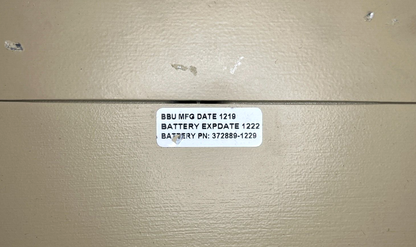 BBU MFG DATE 1219
BATTERY EXPDATE 1222
BATTERY PN: 372889-1229